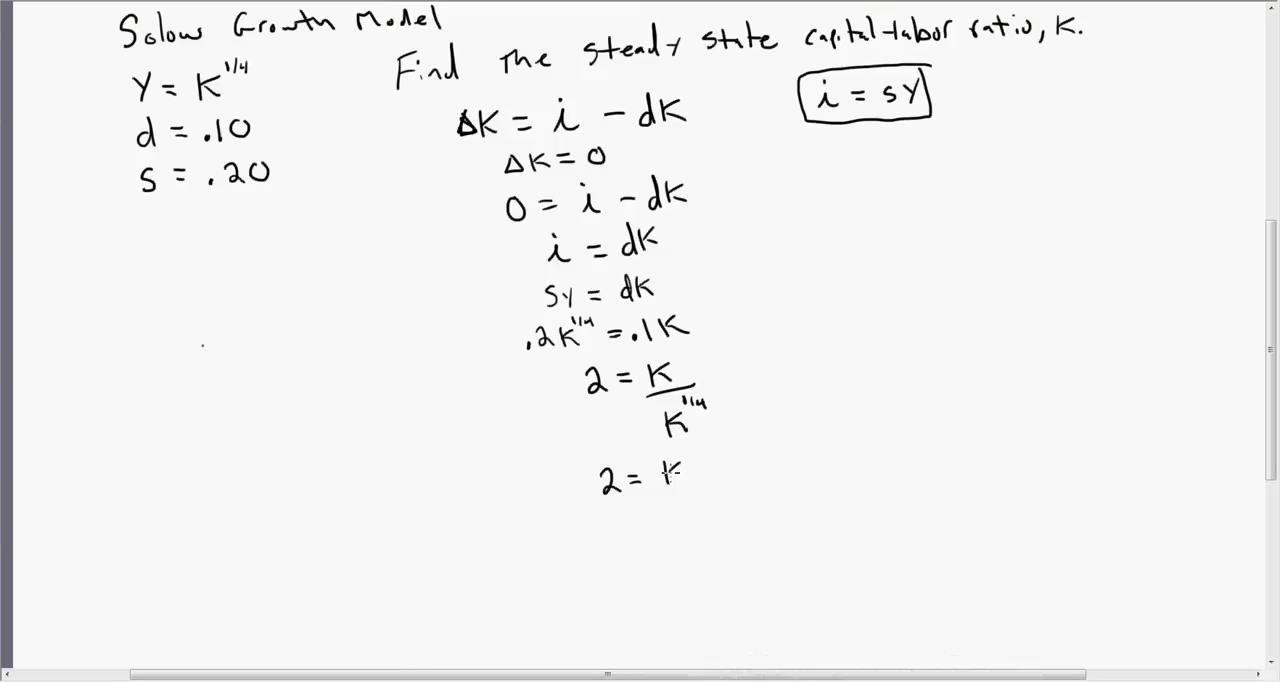 Solow Growth Model
Find The steady state capital-labor ratio, K.
Y = K^1/4
d = .10
s = .20
i = sY
ΔK = i - dK
ΔK = 0
0 = i - dK
i = dK
sY = dK
.2K^1/4 = .1K
2 = K/K^1/4
2 = K